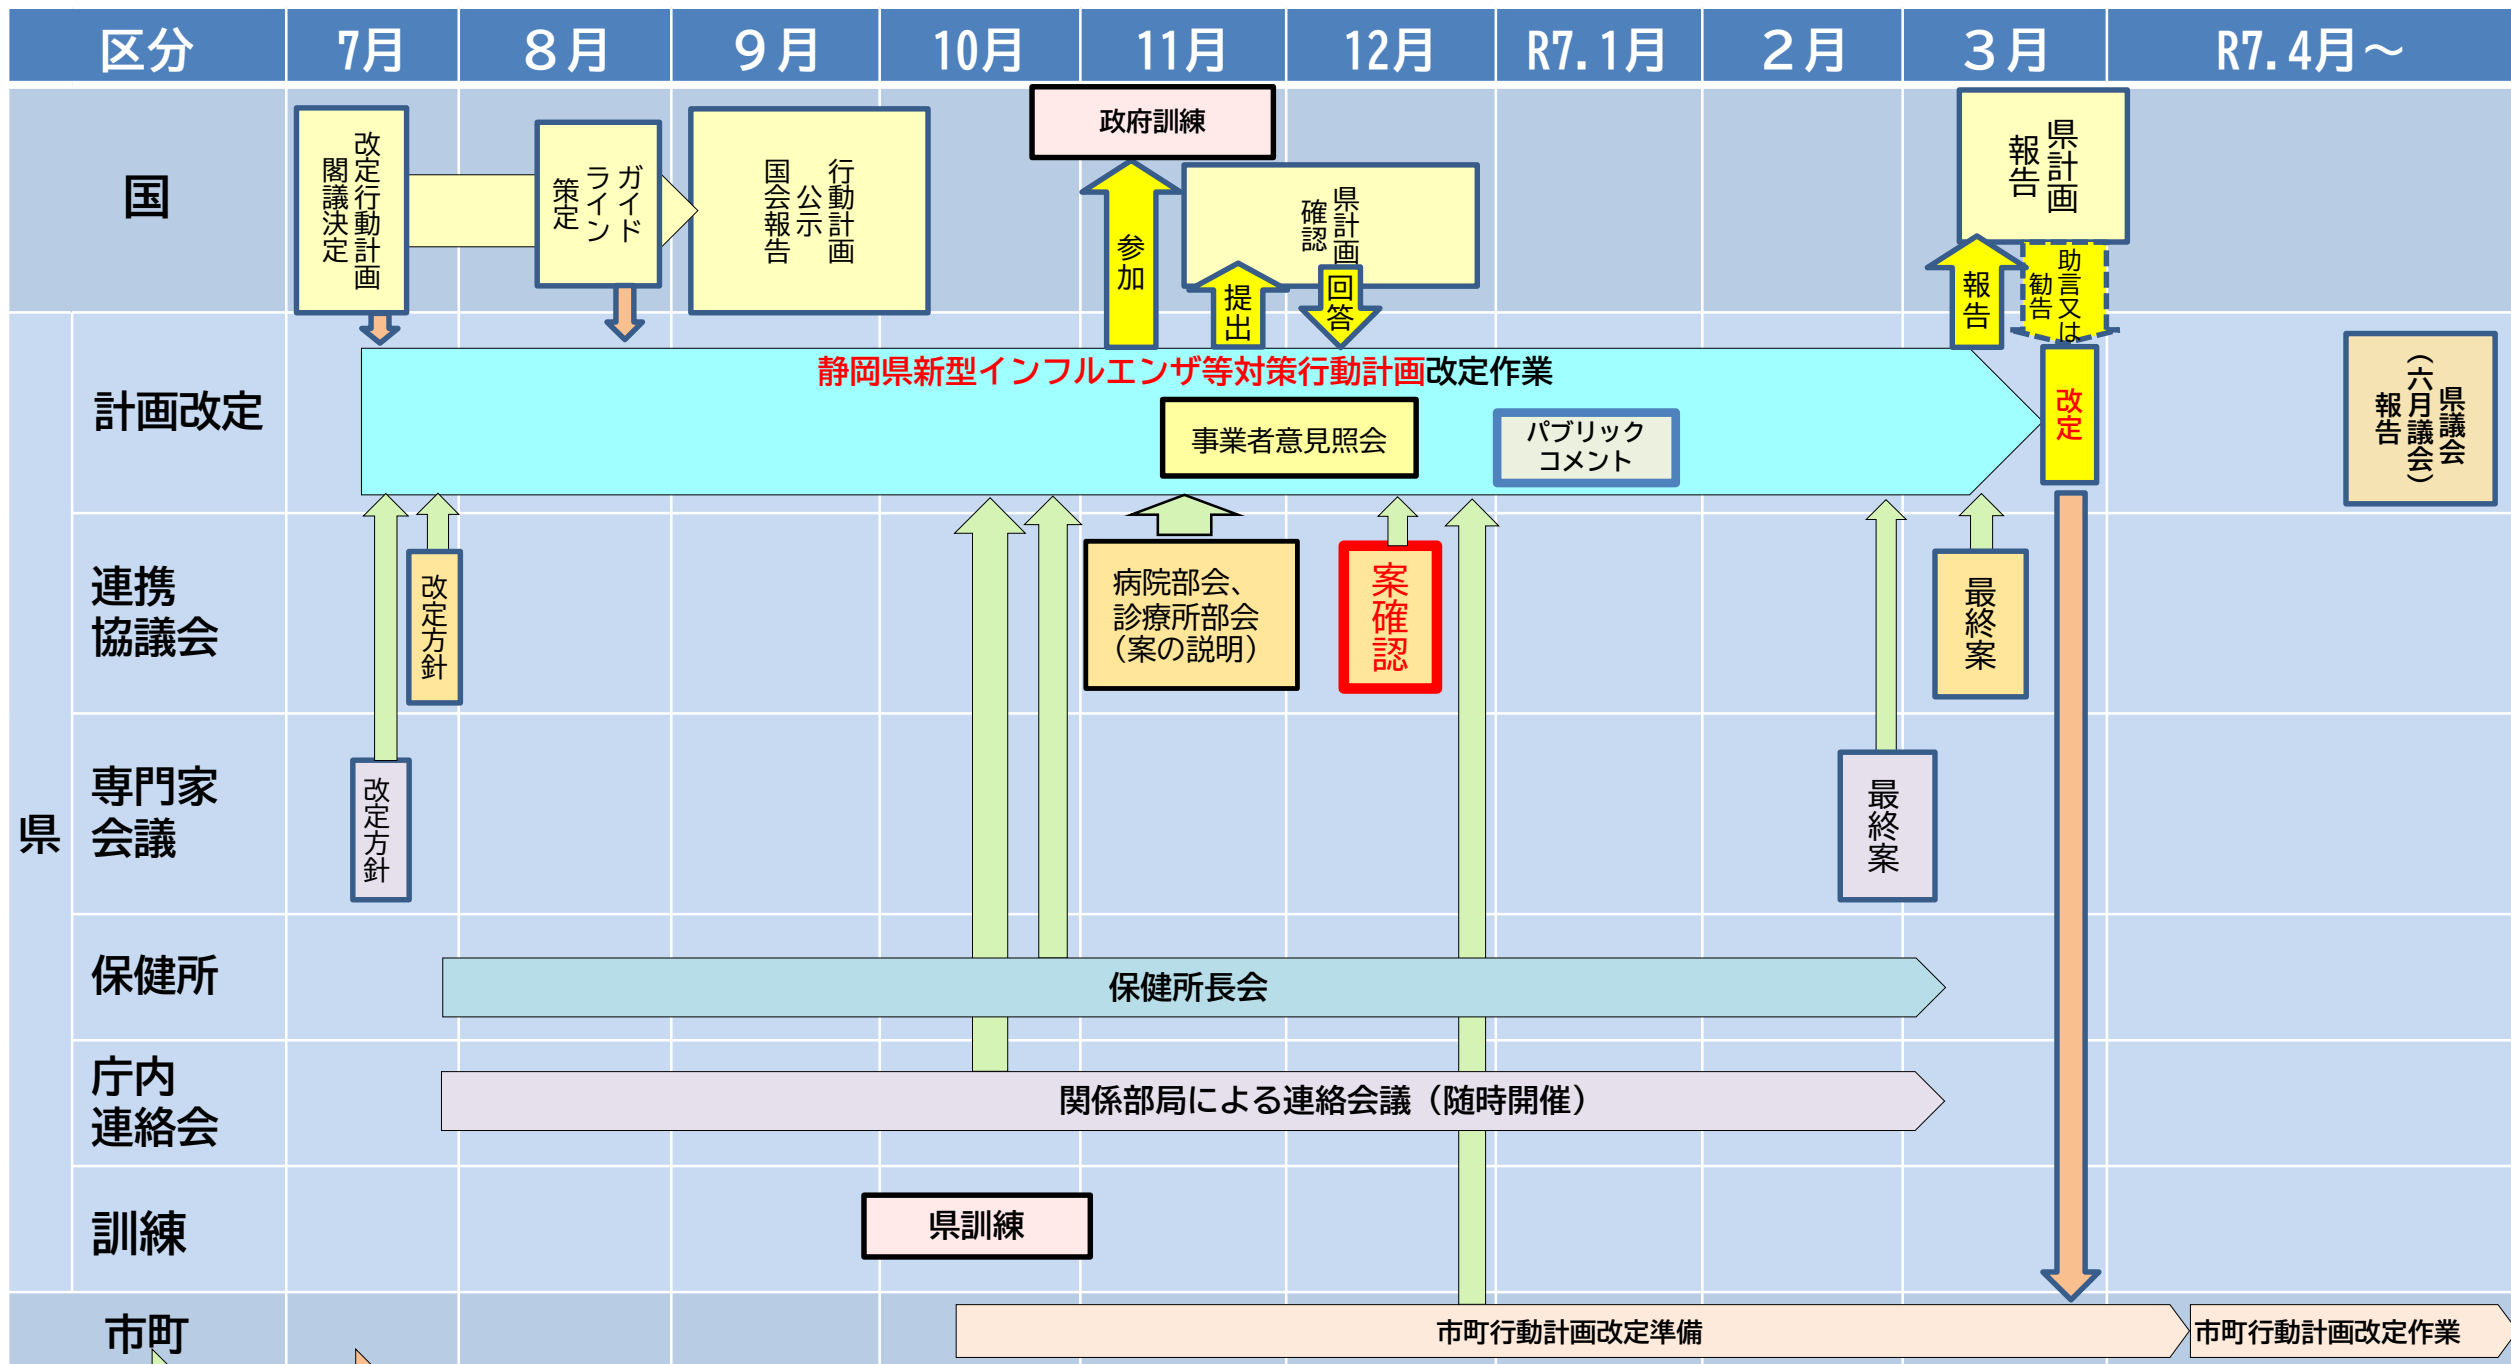 区分
7月
８月
９月
10月
11月
12月
R7.1月
２月
３月
R7.4月～
国
改定行動計画
閣議決定
ガイド
ライン
策定
行動計画
公示
国会報告
政府訓練
参加
県計画
確認
提出
回答
県計画
報告
報告
助言又は
勧告
県
計画改定
静岡県新型インフルエンザ等対策行動計画改定作業
事業者意見照会
パブリック
コメント
改定
県議会
（六月議会）
報告
連携
協議会
改定方針
病院部会、
診療所部会
（案の説明）
案確認
最終案
専門家
会議
改定方針
最終案
保健所
保健所長会
庁内
連絡会
関係部局による連絡会議（随時開催）
訓練
県訓練
市町
市町行動計画改定準備
市町行動計画改定作業